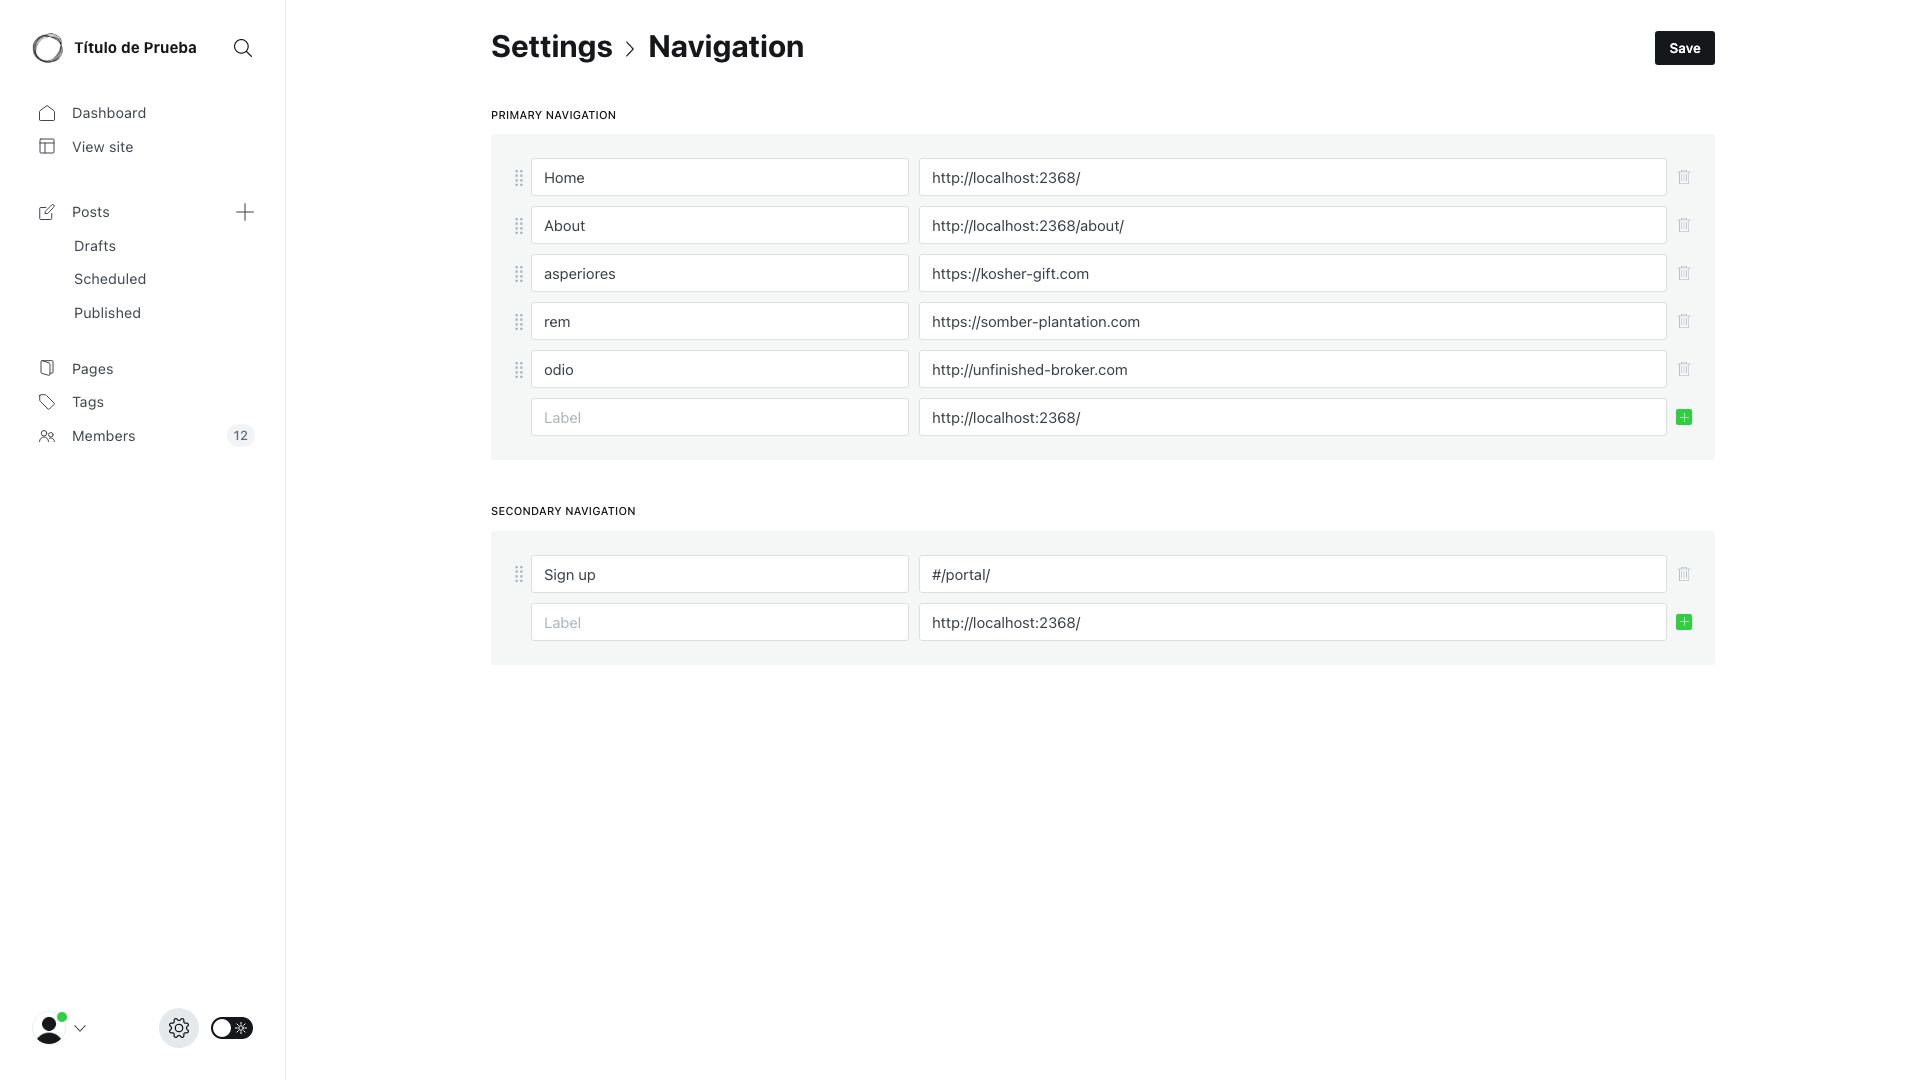 Título de Prueba
Dashboard
View site
Posts
Drafts
Scheduled
Published
Pages
Tags
Members 12
Settings Navigation
Save
PRIMARY NAVIGATION
Home http://localhost:2368/
About http://localhost:2368/about/
asperiores https://kosher-gift.com
rem https://somber-plantation.com
odio http://unfinished-broker.com
Label http://localhost:2368/
SECONDARY NAVIGATION
Sign up #/portal/
Label http://localhost:2368/